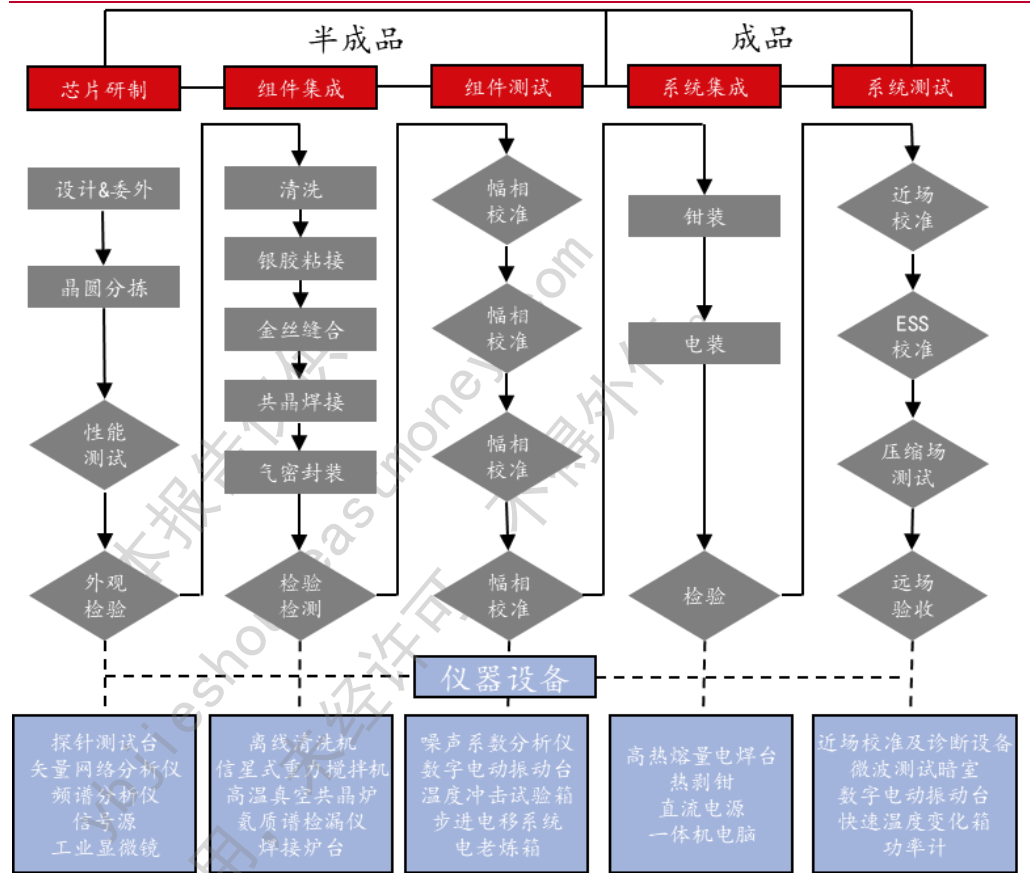 半成品
成品
芯片研制
组件集成
组件测试
系统集成
系统测试
设计&委外
晶圆分拣
性能
测试
外观
检验
清洗
银胶粘接
金丝缝合
共晶焊接
气密封装
检验
检测
幅相
校准
幅相
校准
幅相
校准
幅相
校准
钳装
电装
检验
近场
校准
ESS
校准
压缩场
测试
远场
验收
仪器设备
探针测试台
矢量网络分析仪
频谱分析仪
信号源
工业显微镜
离线清洗机
信星式重力搅拌机
高温真空共晶炉
氦质谱检漏仪
焊接炉台
噪声系数分析仪
数字电动振动台
温度冲击试验箱
步进电移系统
电老炼箱
高热熔量电焊台
热剥钳
直流电源
一体机电脑
近场校准及诊断设备
微波测试暗室
数字电动振动台
快速温度变化箱
功率计